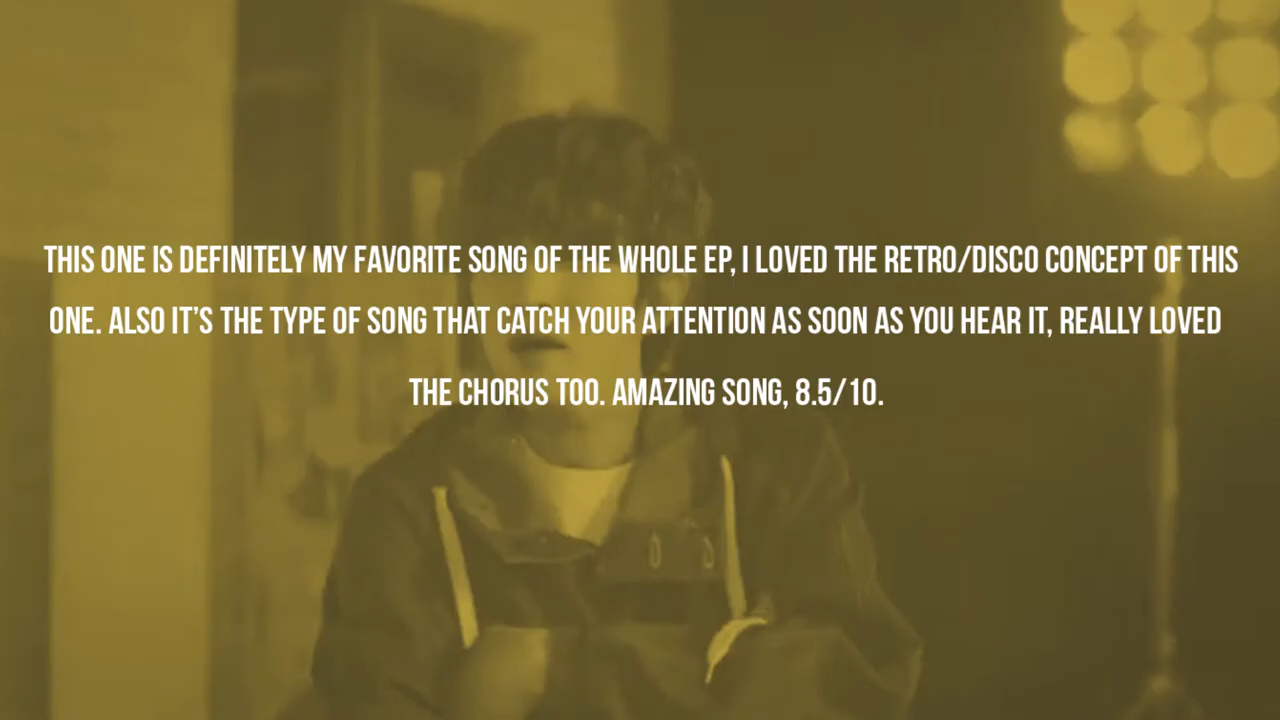 THIS ONE IS DEFINITELY MY FAVORITE SONG OF THE WHOLE EP, I LOVED THE RETRO/DISCO CONCEPT OF THIS
ONE. ALSO IT'S THE TYPE OF SONG THAT CATCH YOUR ATTENTION AS SOON AS YOU HEAR IT, REALLY LOVED
THE CHORUS TOO. AMAZING SONG, 8.5/10.